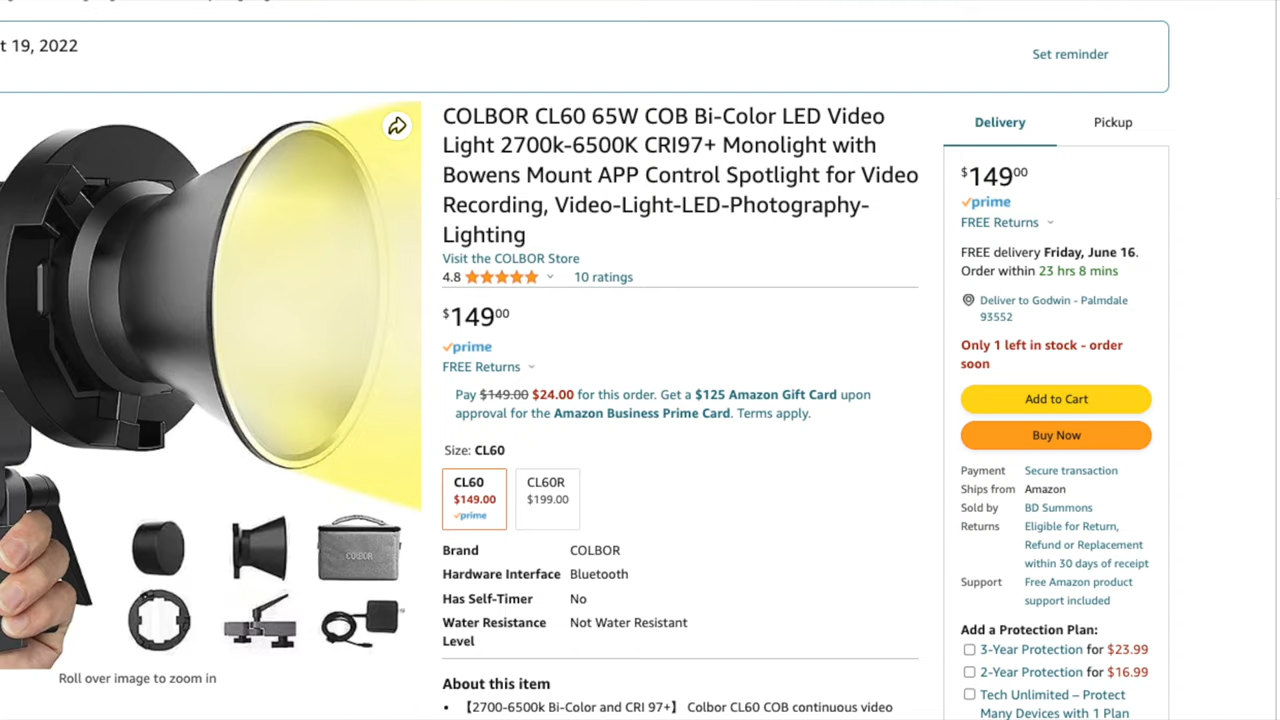 t 19, 2022
Set reminder
COLBOR CL60 65W COB Bi-Color LED Video
Light 2700k-6500K CRI97+ Monolight with
Bowens Mount APP Control Spotlight for Video
Recording, Video-Light-LED-Photography-
Lighting
Visit the COLBOR Store
4.8
10 ratings
$14900
prime
FREE Returns
Pay $149.00 $24.00 for this order. Get a $125 Amazon Gift Card upon
approval for the Amazon Business Prime Card. Terms apply.
Size: CL60
CL60
$149.00
prime
CL60R
$199.00
Brand COLBOR
Hardware Interface Bluetooth
Has Self-Timer No
Water Resistance Not Water Resistant
Level
About this item
• 【2700-6500k Bi-Color and CRI 97+】 Colbor CL60 COB continuous video
COLBOR
Roll over image to zoom in
Delivery
Pickup
$14900
prime
FREE Returns
FREE delivery Friday, June 16.
Order within 23 hrs 8 mins
Deliver to Godwin - Palmdale
93552
Only 1 left in stock - order
soon
Add to Cart
Buy Now
Payment Secure transaction
Ships from Amazon
Sold by BD Summons
Returns Eligible for Return,
Refund or Replacement
within 30 days of receipt
Support Free Amazon product
support included
Add a Protection Plan:
3-Year Protection for $23.99
2-Year Protection for $16.99
Tech Unlimited – Protect
Many Devices with 1 Plan